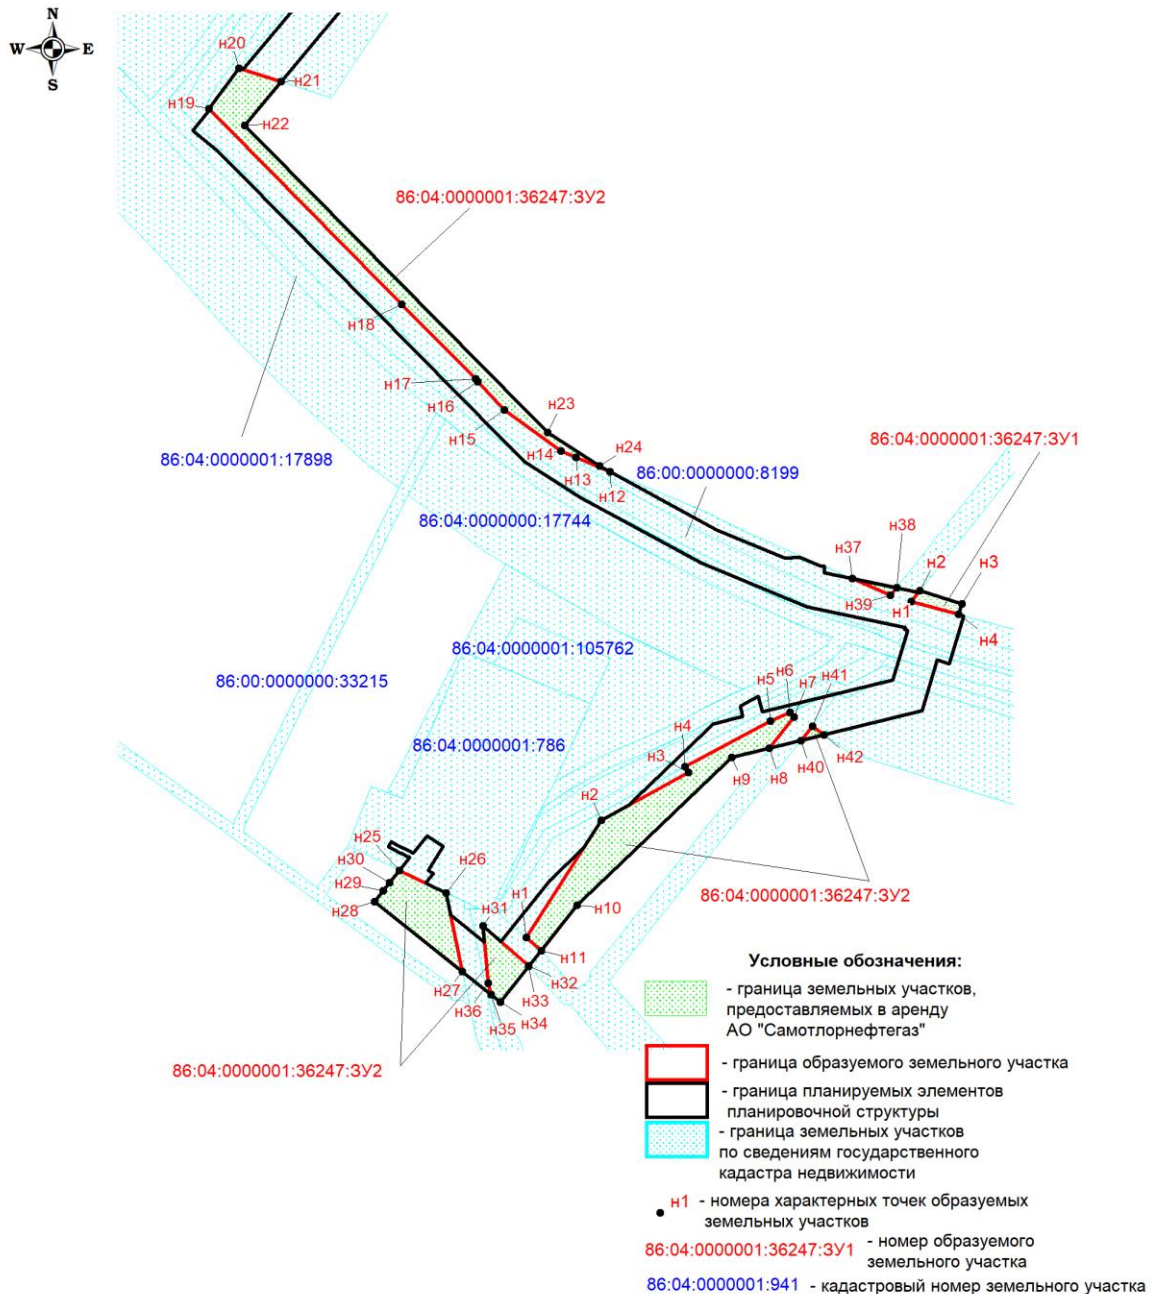 N
W E
S
н20
н21
н19
н22
86:04:0000001:36247:ЗУ2
н18
н17
н16
н23
н15
86:04:0000001:36247:ЗУ1
н14
н24
86:04:0000001:17898
н13
86:00:0000000:8199
н12
86:04:0000000:17744
н38
н37
н2
н3
н39
н1
н4
86:04:0000001:105762
86:00:0000000:33215
н6
н41
н5
н7
86:04:0000001:786
н4
н3
н42
н40
н8
н9
н2
н25
н30
н26
н29
86:04:0000001:36247:ЗУ2
н28
н1
н31
н10
н11
Условные обозначения:
н32
н27
н33
- граница земельных участков,
предоставляемых в аренду
АО "Самотлорнефтегаз"
н36
н34
н35
86:04:0000001:36247:ЗУ2
- граница образуемого земельного участка
- граница планируемых элементов
планировочной структуры
- граница земельных участков
по сведениям государственного
кадастра недвижимости
н1 - номера характерных точек образуемых
земельных участков
86:04:0000001:36247:ЗУ1 - номер образуемого
земельного участка
86:04:0000001:941 - кадастровый номер земельного участка